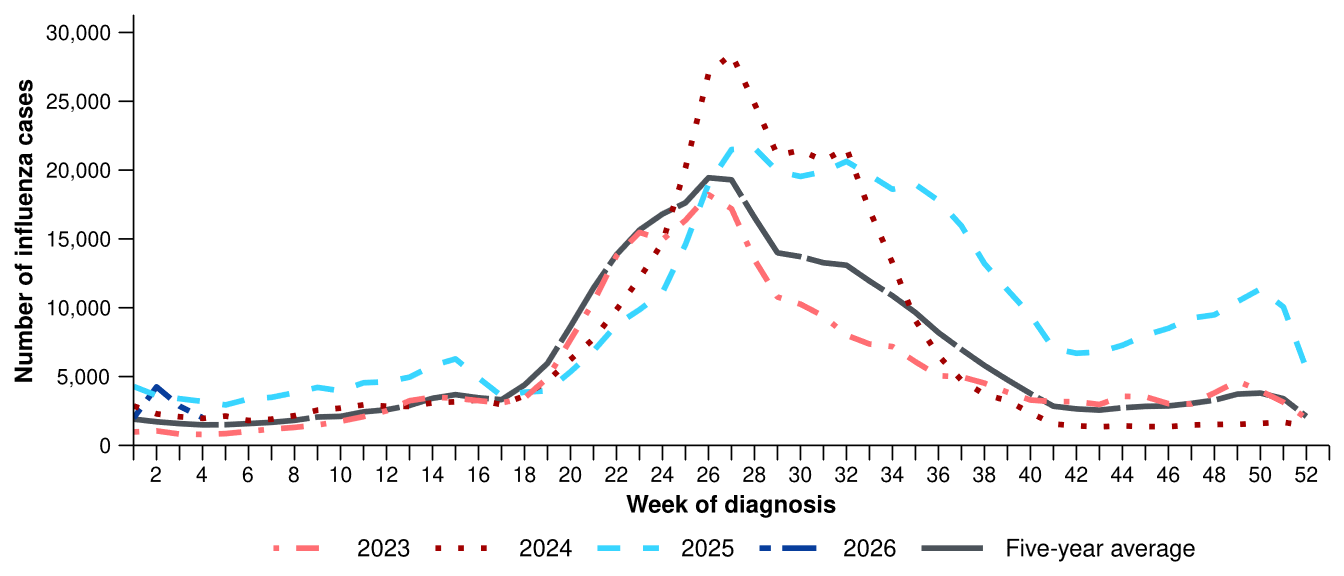 Number of influenza cases
30,000
25,000
20,000
15,000
10,000
5,000
0
2 4 6 8 10 12 14 16 18 20 22 24 26 28 30 32 34 36 38 40 42 44 46 48 50 52
Week of diagnosis
2023 2024 2025 2026 Five-year average